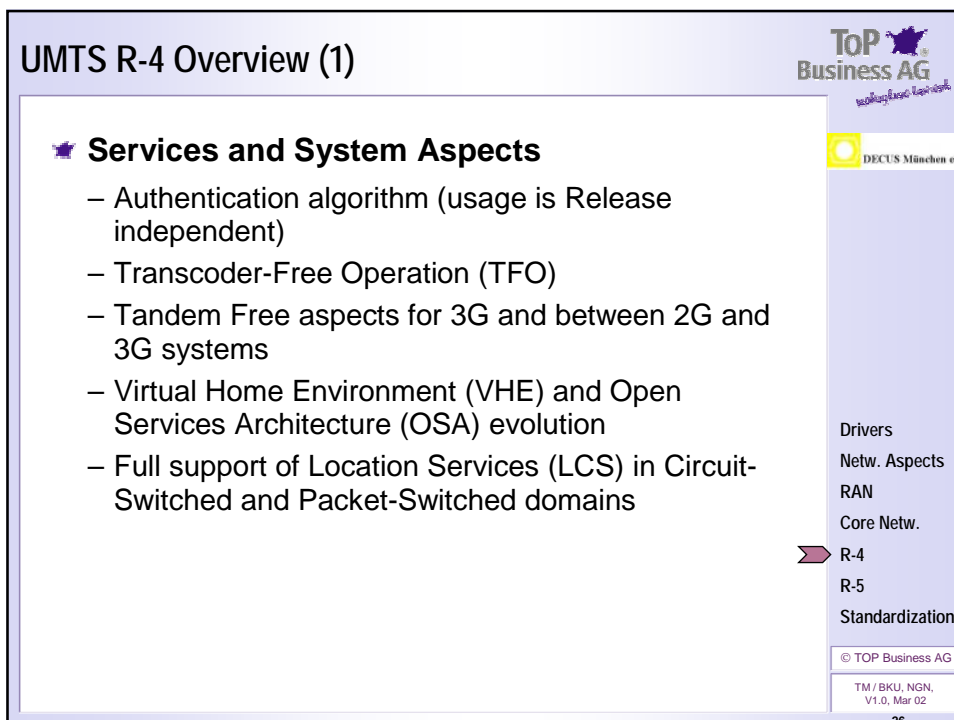 UMTS R-4 Overview (1)
ToP
Business AG
Services and System Aspects
– Authentication algorithm (usage is Release
independent)
– Transcoder-Free Operation (TFO)
– Tandem Free aspects for 3G and between 2G and
3G systems
– Virtual Home Environment (VHE) and Open
Services Architecture (OSA) evolution
– Full support of Location Services (LCS) in Circuit-
Switched and Packet-Switched domains
DECUS München e
Drivers
Netw. Aspects
RAN
Core Netw.
R-4
R-5
Standardization
© TOP Business AG
TM / BKU, NGN,
V1.0, Mar 02